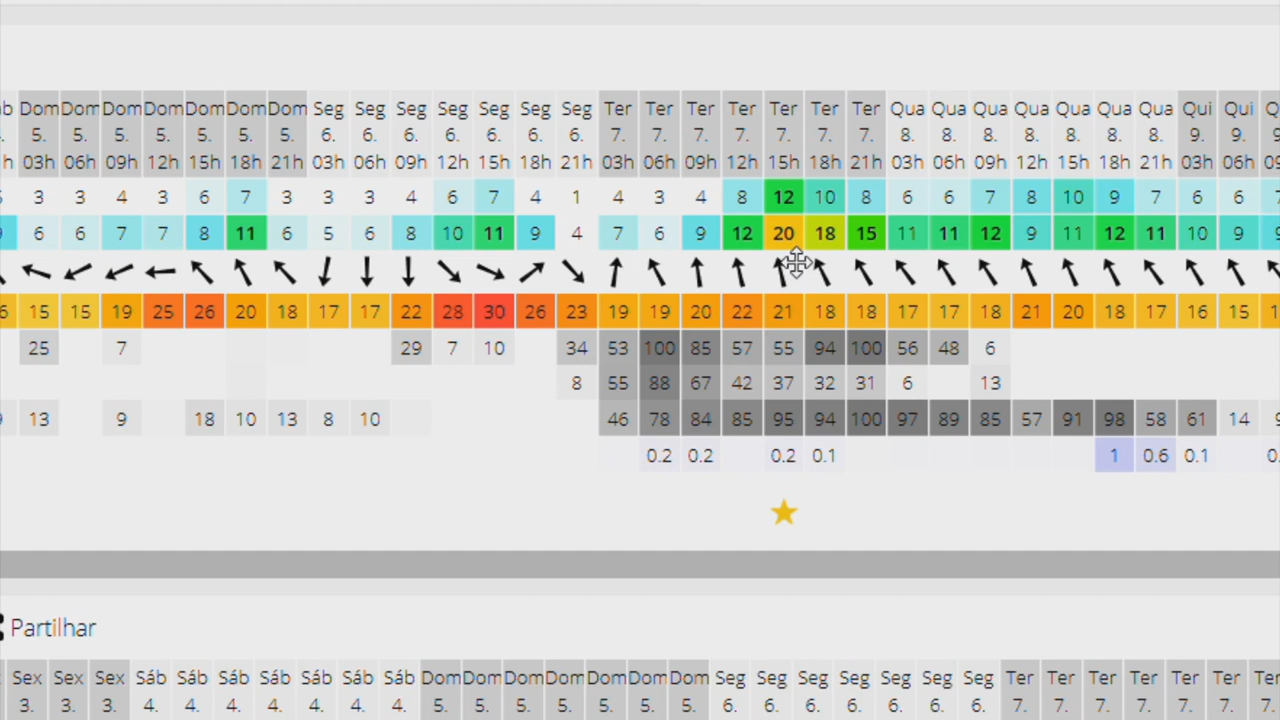 Dom Dom Dom Dom Dom Dom Dom Seg Seg Seg Seg Seg Seg Seg Ter Ter Ter Ter Ter Ter Ter Qua Qua Qua Qua Qua Qua Qua Qui Qui
5. 5. 5. 5. 5. 5. 5. 6. 6. 6. 6. 6. 6. 6. 7. 7. 7. 7. 7. 7. 7. 8. 8. 8. 8. 8. 8. 8. 9. 9.
03h 06h 09h 12h 15h 18h 21h 03h 06h 09h 12h 15h 18h 21h 03h 06h 09h 12h 15h 18h 21h 03h 06h 09h 12h 15h 18h 21h 03h 06h
3 3 4 3 6 7 3 3 3 4 6 7 4 1 4 3 4 8 12 10 8 6 6 7 8 10 9 7 6 6
6 6 7 7 8 11 6 5 6 8 10 11 9 4 7 6 9 12 20 18 15 11 11 12 9 11 12 11 10 9
15 15 19 25 26 20 18 17 17 22 28 30 26 23 19 19 20 22 21 18 18 17 17 18 21 20 18 17 16 15
25 7 29 7 10 34 53 100 85 57 55 94 100 56 48 6
8 55 88 67 42 37 32 31 6 13
13 9 18 10 13 8 10 46 78 84 85 95 94 100 97 89 85 57 91 98 58 61 14
0.2 0.2 0.2 0.1 1 0.6 0.1
Partilhar
Sex Sex Sex Sáb Sáb Sáb Sáb Sáb Sáb Sáb Dom Dom Dom Dom Dom Dom Dom Seg Seg Seg Seg Seg Seg Seg Ter Ter Ter Ter Ter Ter Ter
3. 3. 3. 4. 4. 4. 4. 4. 4. 4. 5. 5. 5. 5. 5. 5. 5. 6. 6. 6. 6. 6. 6. 6. 7. 7. 7. 7. 7. 7. 7.